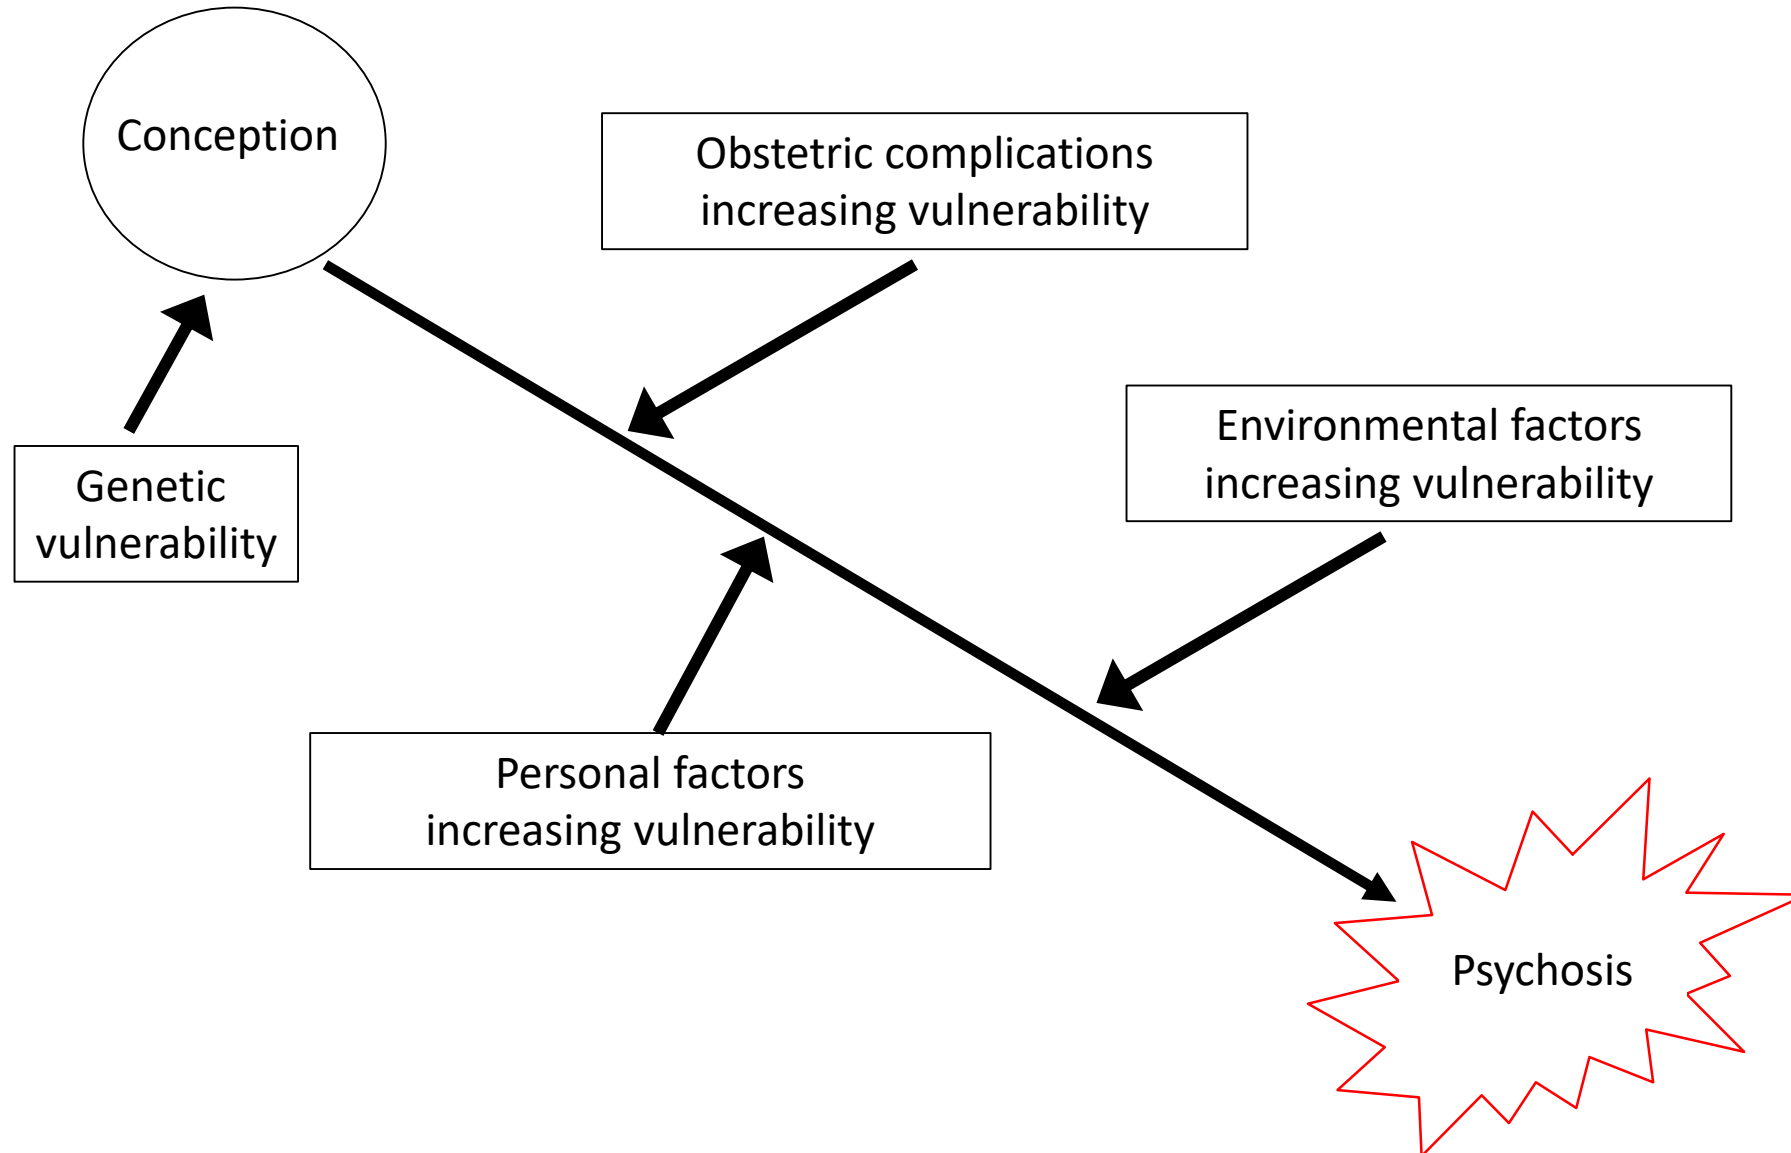 Conception
Obstetric complications
increasing vulnerability
Environmental factors
increasing vulnerability
Genetic
vulnerability
Personal factors
increasing vulnerability
Psychosis